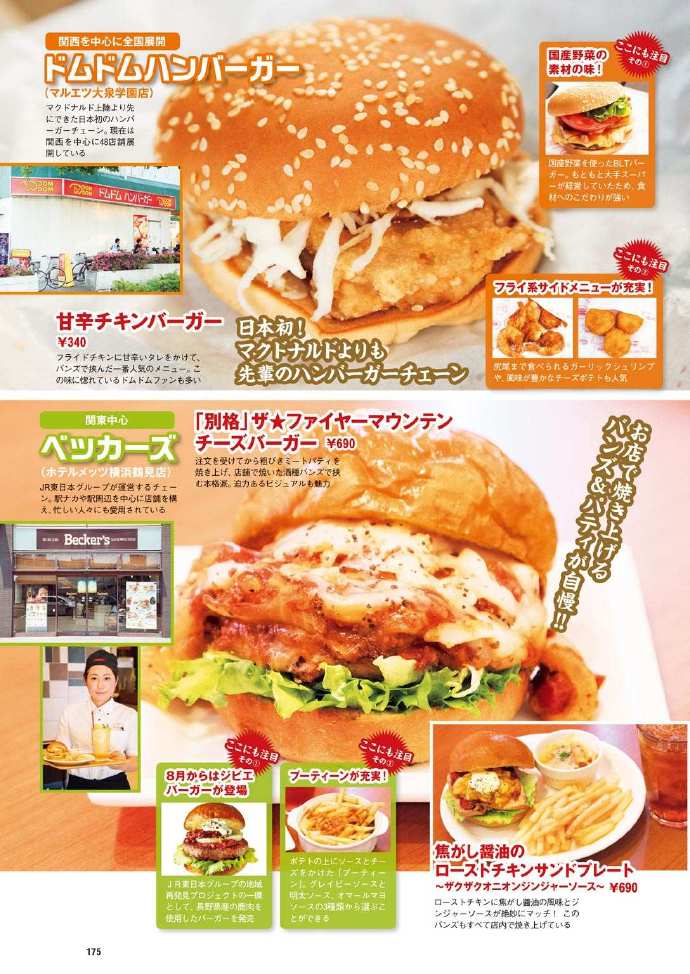 関西を中心に全国展開
ドムドムハンバーガー
(マルエツ大泉学園店)
マクドナルド上陸より先
にできた日本初のハンバ
ーガーチェーン。現在は
関西を中心に48店舗展
開している
DOM
DOM
ドムドム ハンバーガー
甘辛チキンバーガー
¥340
フライドチキンに甘辛いタレをかけて、
バンズで挟んだ一番人気のメニュー。こ
の味に惚れているドムドムファンも多い
日本初!
マクドナルドよりも
先輩のハンバーガーチェーン
ここにも注目
その①
国産野菜の
素材の味!
国産野菜を使ったBLTバー
ガー。もともと大手スーパー
が経営していたため、食
材へのこだわりが強い
ここにも注目
その②
フライ系サイドメニューが充実!
尻尾まで食べられるガーリックシュリンプ
や、風味が豊かなチーズポテトも人気
関東中心
ベッカーズ
(ホテルメッツ横浜鶴見店)
JR東日本グループが運営するチェー
ン。駅ナカや駅周辺を中心に店舗を構
え、忙しい人々にも愛用されている
Becker's
「別格」ザ★ファイヤーマウンテン
チーズバーガー ¥690
注文を受けてから粗びきミートパティを
焼き上げ、店舗で焼いた酒種バンズで挟
む本格派。迫力あるビジュアルも魅力
お店で焼き上げる
バンズ&パティが自慢!!
ここにも注目
その①
8月からはジビエ
バーガーが登場
JR東日本グループの地域
再発見プロジェクトの一環
として、長野県産の鹿肉を
使用したバーガーを発売
ここにも注目
その②
プーティーンが充実!
ポテトの上にソースとチー
ズをかけた「プーティー
ン」。グレイビーソースと
明太ソース、オマールマヨ
ソースの3種類から選ぶこ
とができる
焦がし醤油の
ローストチキンサンドプレート
〜ザクザクオニオンジンジャーソース〜 ¥690
ローストチキンに焦がし醤油の風味とジ
ンジャーソースが絶妙にマッチ! この
バンズもすべて店内で焼き上げている
175